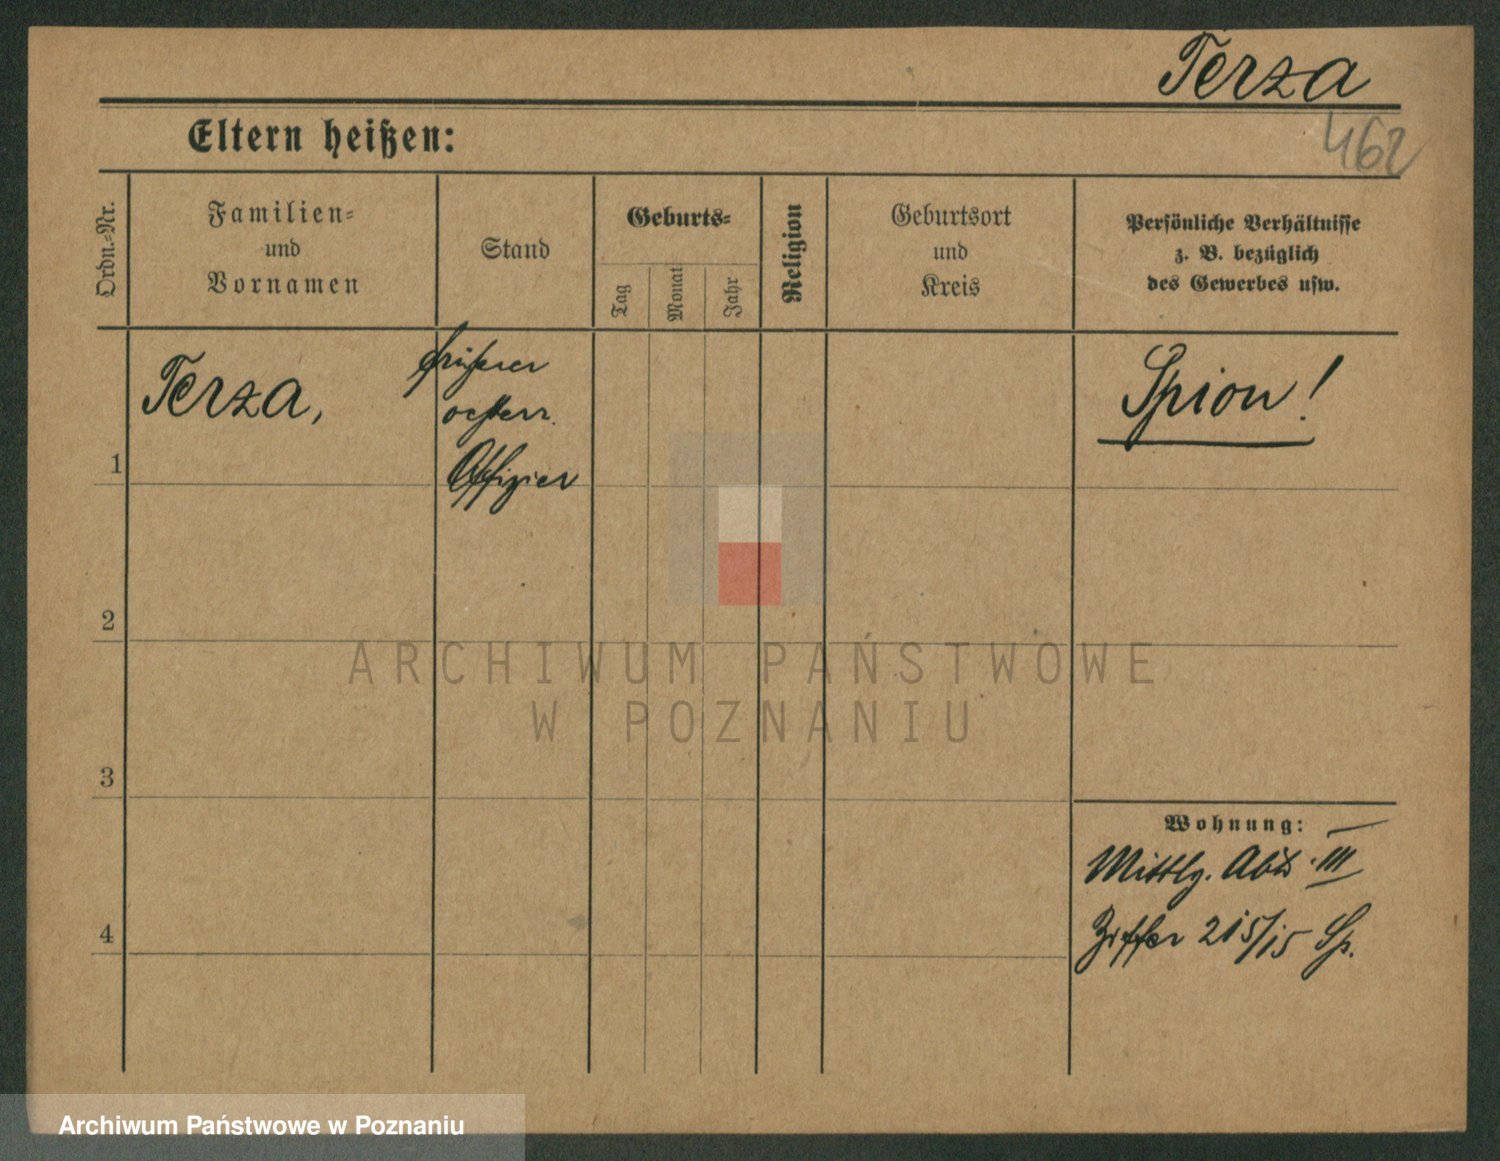 Terza
462
Eltern heißen:
Ordn.-Nr.
Familien-
und
Vornamen
Stand
Geburts-
Tag
Monat
Jahr
Religion
Geburtsort
und
Kreis
Persönliche Verhältnisse
z. B. bezüglich
des Gewerbes usw.
1
Terza,
früherer
oesterr.
Offizier
Spion!
2
ARCHIWUM PAŃSTWOWE
W POZNANIU
3
Wohnung:
Mittlg. Abt. III
Ziffer 215/15 Sp.
4
Archiwum Państwowe w Poznaniu